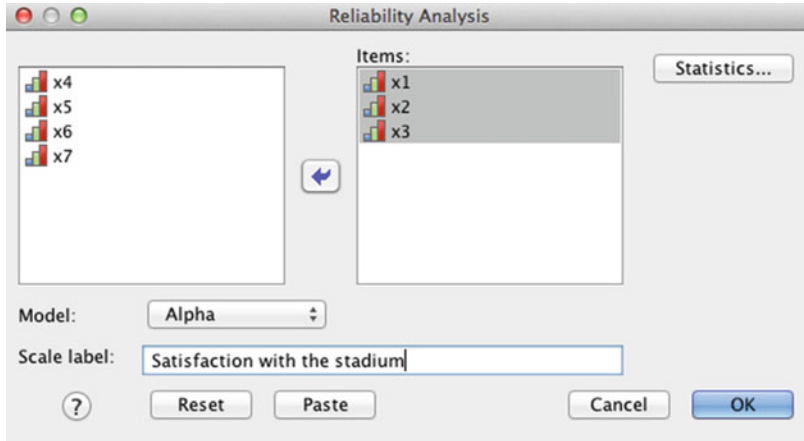 Reliability Analysis
Items:
Statistics...
x4
x5
x6
x7
x1
x2
x3
Model:
Alpha
Scale label:
Satisfaction with the stadium
?
Reset
Paste
Cancel
OK